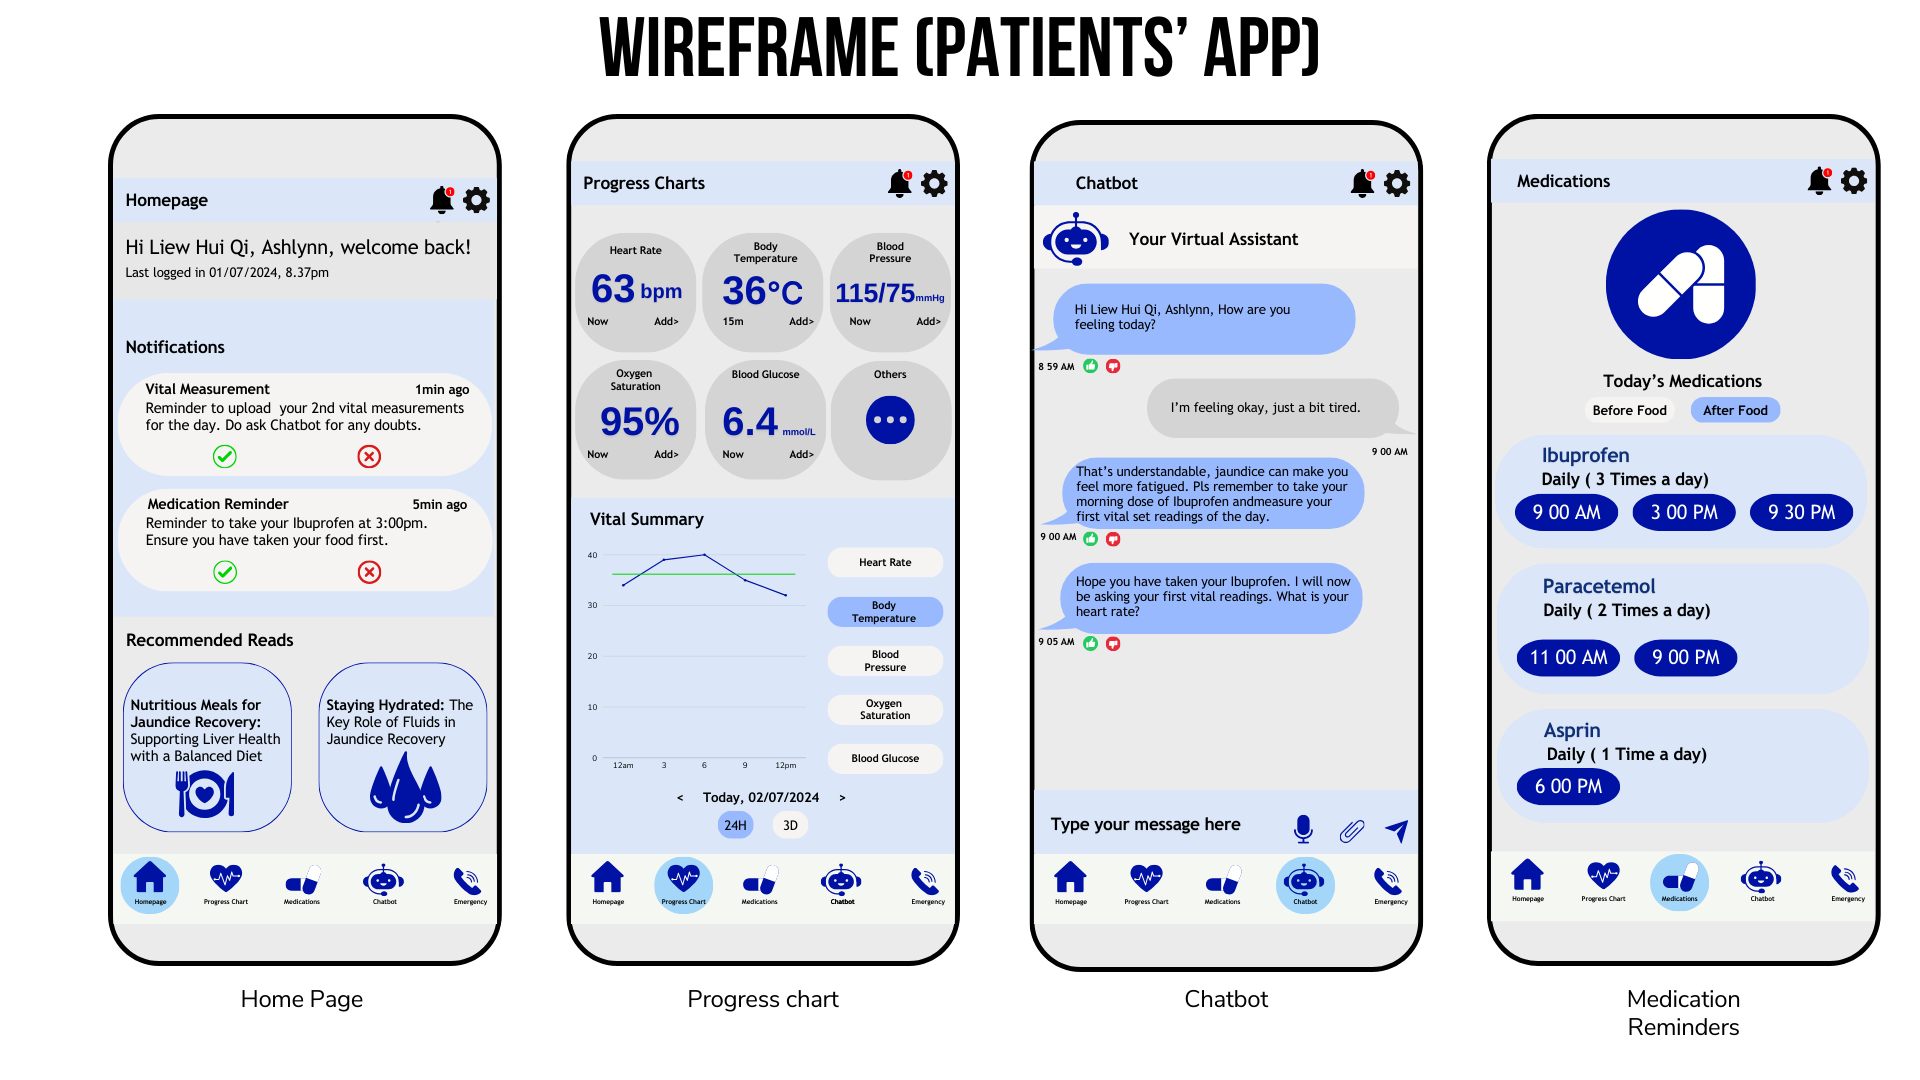 WIREFRAME (PATIENTS' APP)
Homepage
1
Hi Liew Hui Qi, Ashlynn, welcome back!
Last logged in 01/07/2024, 8.37pm
Notifications
Vital Measurement 1min ago
Reminder to upload your 2nd vital measurements
for the day. Do ask Chatbot for any doubts.
Medication Reminder 5min ago
Reminder to take your Ibuprofen at 3:00pm.
Ensure you have taken your food first.
Recommended Reads
Nutritious Meals for
Jaundice Recovery:
Supporting Liver Health
with a Balanced Diet
Staying Hydrated: The
Key Role of Fluids in
Jaundice Recovery
Homepage Progress Chart Medications Chatbot Emergency
Home Page
Progress Charts
1
Heart Rate
63 bpm
Now Add>
Body
Temperature
36°C
15m Add>
Blood
Pressure
115/75mmHg
Now Add>
Oxygen
Saturation
95%
Now Add>
Blood Glucose
6.4 mmol/L
Now Add>
Others
Vital Summary
40
30
20
10
0
12am 3 6 9 12pm
Heart Rate
Body
Temperature
Blood
Pressure
Oxygen
Saturation
Blood Glucose
< Today, 02/07/2024 >
24H 3D
Homepage Progress Chart Medications Chatbot Emergency
Progress chart
Chatbot
1
Your Virtual Assistant
Hi Liew Hui Qi, Ashlynn, How are you
feeling today?
8 59 AM
I'm feeling okay, just a bit tired.
9 00 AM
That's understandable, jaundice can make you
feel more fatigued. Pls remember to take your
morning dose of Ibuprofen andmeasure your
first vital set readings of the day.
9 00 AM
Hope you have taken your Ibuprofen. I will now
be asking your first vital readings. What is your
heart rate?
9 05 AM
Type your message here
Homepage Progress Chart Medications Chatbot Emergency
Chatbot
Medications
1
Today's Medications
Before Food After Food
Ibuprofen
Daily ( 3 Times a day)
9 00 AM 3 00 PM 9 30 PM
Paracetemol
Daily ( 2 Times a day)
11 00 AM 9 00 PM
Asprin
Daily ( 1 Time a day)
6 00 PM
Homepage Progress Chart Medications Chatbot Emergency
Medication
Reminders